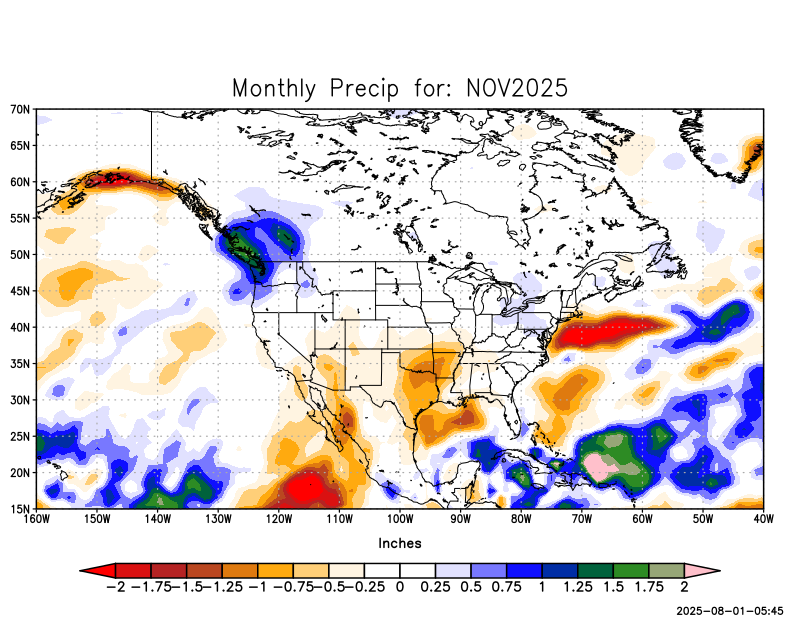 Monthly Precip for: NOV2025
70N
65N
60N
55N
50N
45N
40N
35N
30N
25N
20N
15N
160W 150W 140W 130W 120W 110W 100W 90W 80W 70W 60W 50W 40W
Inches
-2 -1.75 -1.5 -1.25 -1 -0.75 -0.5 -0.25 0 0.25 0.5 0.75 1 1.25 1.5 1.75 2
2025-08-01-05:45